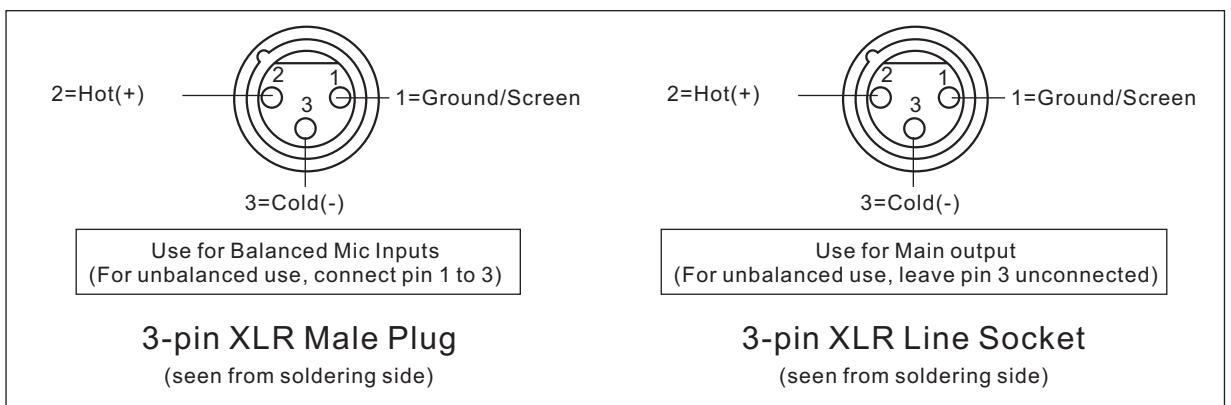 2=Hot(+)
2
1
3
1=Ground/Screen
3=Cold(-)
Use for Balanced Mic Inputs
(For unbalanced use, connect pin 1 to 3)
3-pin XLR Male Plug
(seen from soldering side)
2=Hot(+)
2
1
3
1=Ground/Screen
3=Cold(-)
Use for Main output
(For unbalanced use, leave pin 3 unconnected)
3-pin XLR Line Socket
(seen from soldering side)